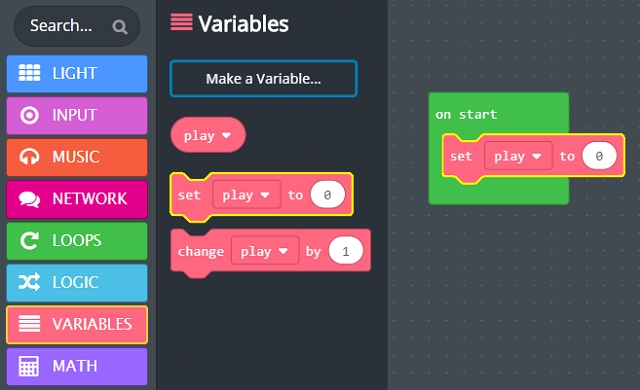 Search...
LIGHT
INPUT
MUSIC
NETWORK
LOOPS
LOGIC
VARIABLES
MATH
Variables
Make a Variable...
play
set play to 0
change play by 1
on start
set play to 0